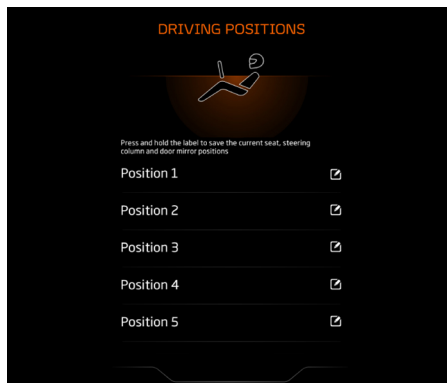 DRIVING POSITIONS
Press and hold the label to save the current seat, steering
column and door mirror positions
Position 1
Position 2
Position 3
Position 4
Position 5